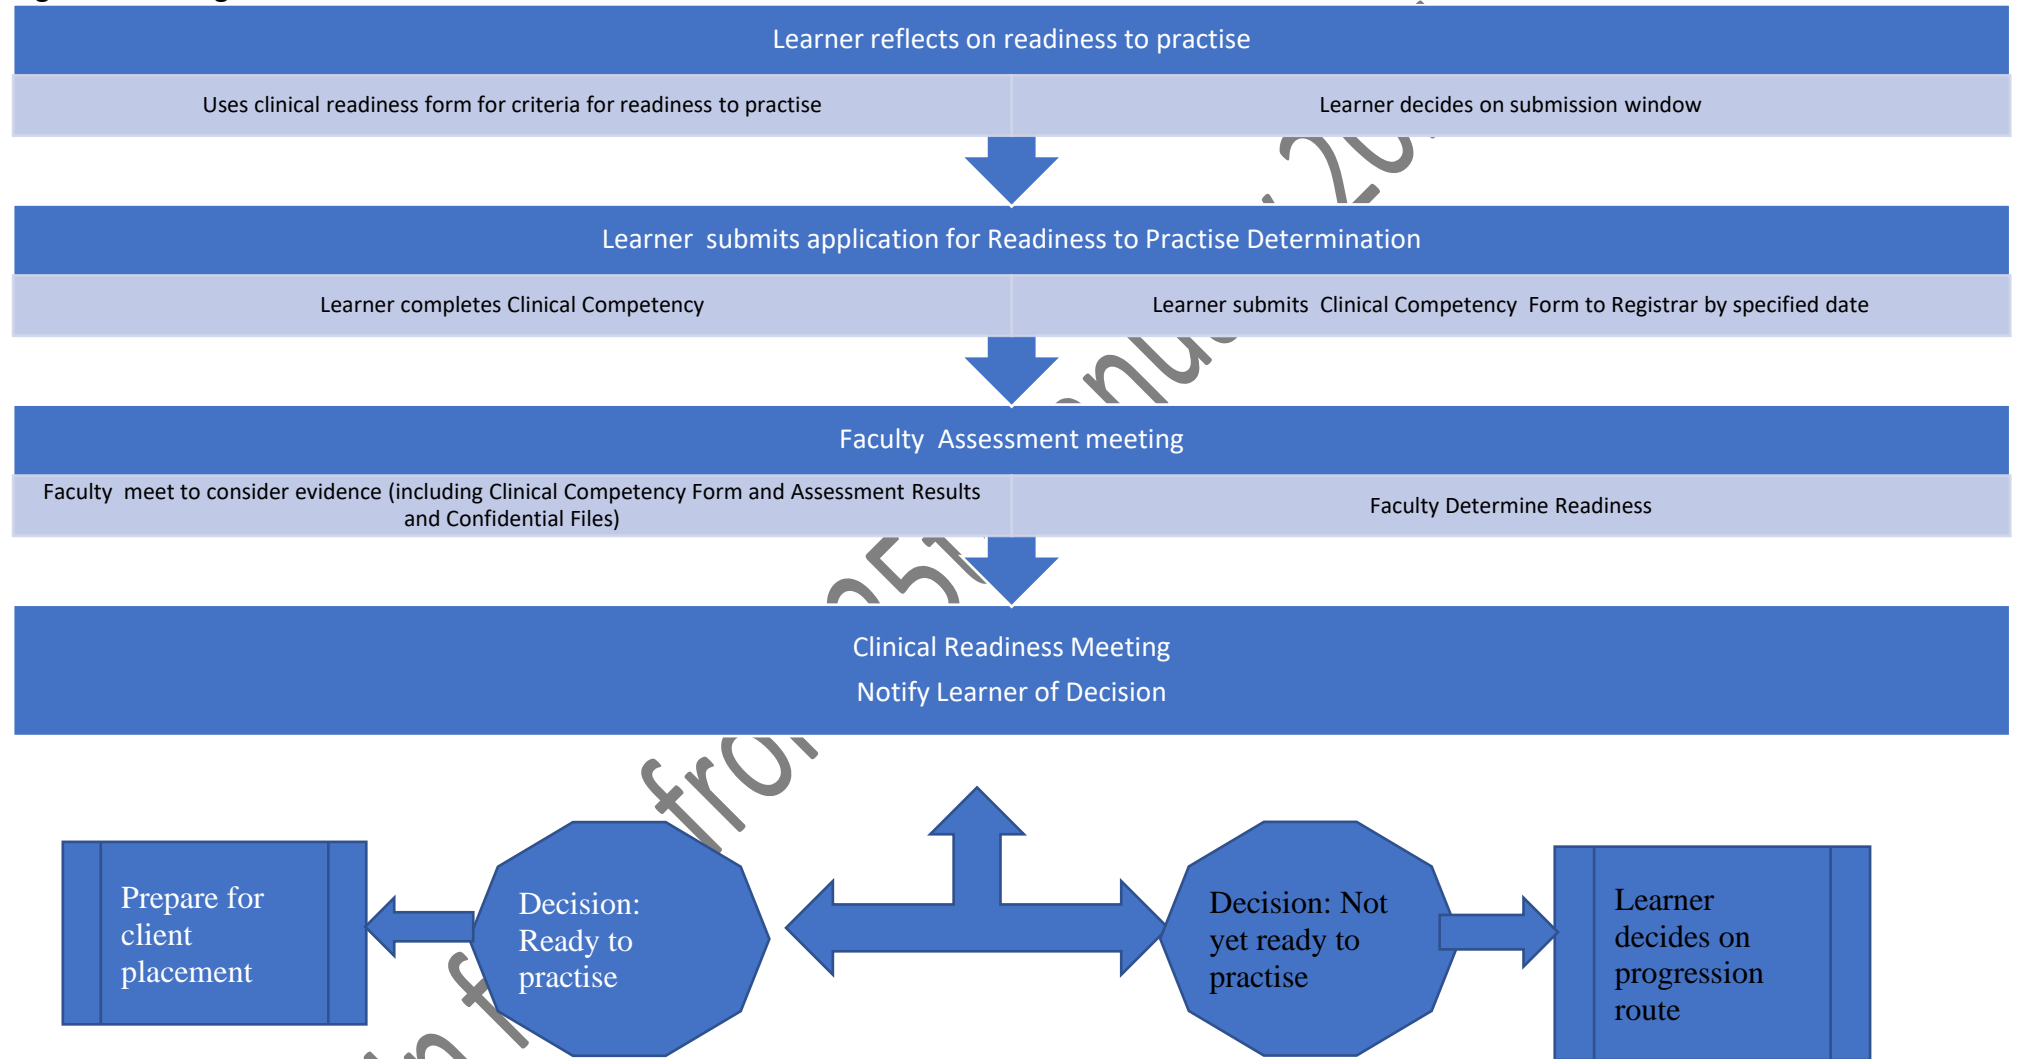 Learner reflects on readiness to practise
Uses clinical readiness form for criteria for readiness to practise
Learner decides on submission window
Learner  submits application for Readiness to Practise Determination
Learner completes Clinical Competency
Learner submits  Clinical Competency  Form to Registrar by specified date
Faculty  Assessment meeting
Faculty  meet to consider evidence (including Clinical Competency Form and Assessment Results
and Confidential Files)
Faculty Determine Readiness
Clinical Readiness Meeting
Notify Learner of Decision
Prepare for
client
placement
Decision:
Ready to
practise
Decision: Not
yet ready to
practise
Learner
decides on
progression
route